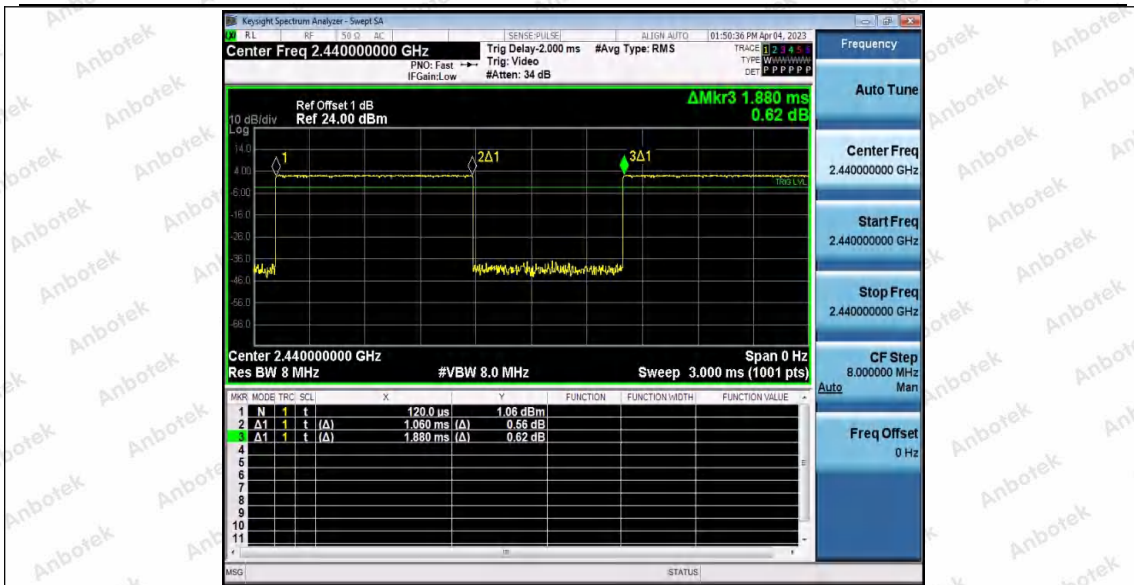 Keysight Spectrum Analyzer - Swept SA
RL RF 50 Ω AC SENSE:PULSE ALIGN AUTO 01:50:36 PM Apr 04, 2023
Center Freq 2.440000000 GHz
PNO: Fast
IFGain:Low
Trig Delay-2.000 ms
Trig: Video
#Atten: 34 dB
#Avg Type: RMS
TRACE 1 2 3 4 5 6
TYPE W
DET P P P P P P
Frequency
Auto Tune
Center Freq
2.440000000 GHz
Start Freq
2.440000000 GHz
Stop Freq
2.440000000 GHz
CF Step
8.000000 MHz
Auto Man
Freq Offset
0 Hz
ΔMkr3 1.880 ms
0.62 dB
Ref Offset 1 dB
10 dB/div Ref 24.00 dBm
Log
14.0
4.00
-6.00
-16.0
-26.0
-36.0
-46.0
-56.0
-66.0
1
2Δ1
3Δ1
TRIG LVL
Center 2.440000000 GHz Span 0 Hz
Res BW 8 MHz #VBW 8.0 MHz Sweep 3.000 ms (1001 pts)
MKR MODE TRC SCL X Y FUNCTION FUNCTION WIDTH FUNCTION VALUE
1 N 1 t 120.0 µs 1.06 dBm
2 Δ1 1 t (Δ) 1.060 ms (Δ) 0.56 dB
3 Δ1 1 t (Δ) 1.880 ms (Δ) 0.62 dB
4
5
6
7
8
9
10
11
MSG STATUS
Anbotek